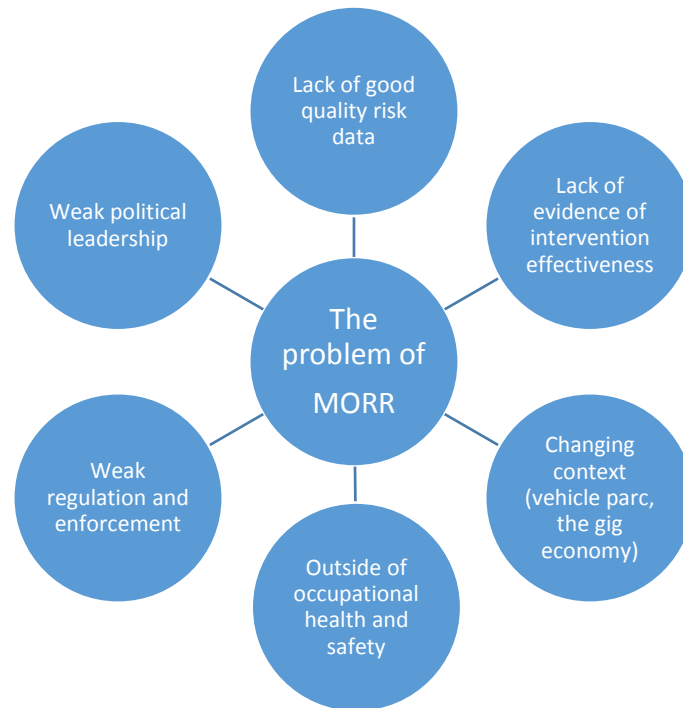 Lack of good
quality risk
data
Lack of
evidence of
intervention
effectiveness
Changing
context
(vehicle parc,
the gig
economy)
Outside of
occupational
health and
safety
Weak
regulation and
enforcement
Weak political
leadership
The
problem of
MORR